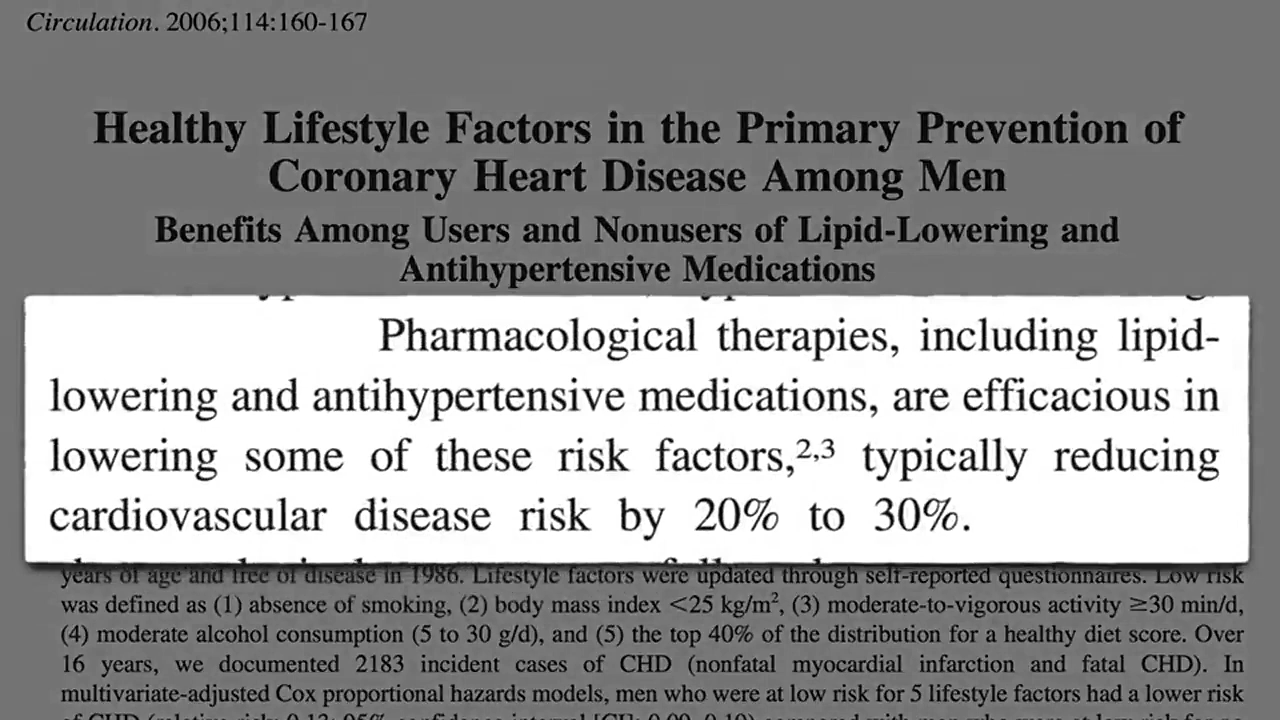 Circulation. 2006;114:160-167
Healthy Lifestyle Factors in the Primary Prevention of
Coronary Heart Disease Among Men
Benefits Among Users and Nonusers of Lipid-Lowering and
Antihypertensive Medications
Pharmacological therapies, including lipid-
lowering and antihypertensive medications, are efficacious in
lowering some of these risk factors,2,3 typically reducing
cardiovascular disease risk by 20% to 30%.
years of age and free of disease in 1986. Lifestyle factors were updated through self-reported questionnaires. Low risk
was defined as (1) absence of smoking, (2) body mass index <25 kg/m², (3) moderate-to-vigorous activity ≥30 min/d,
(4) moderate alcohol consumption (5 to 30 g/d), and (5) the top 40% of the distribution for a healthy diet score. Over
16 years, we documented 2183 incident cases of CHD (nonfatal myocardial infarction and fatal CHD). In
multivariate-adjusted Cox proportional hazards models, men who were at low risk for 5 lifestyle factors had a lower risk